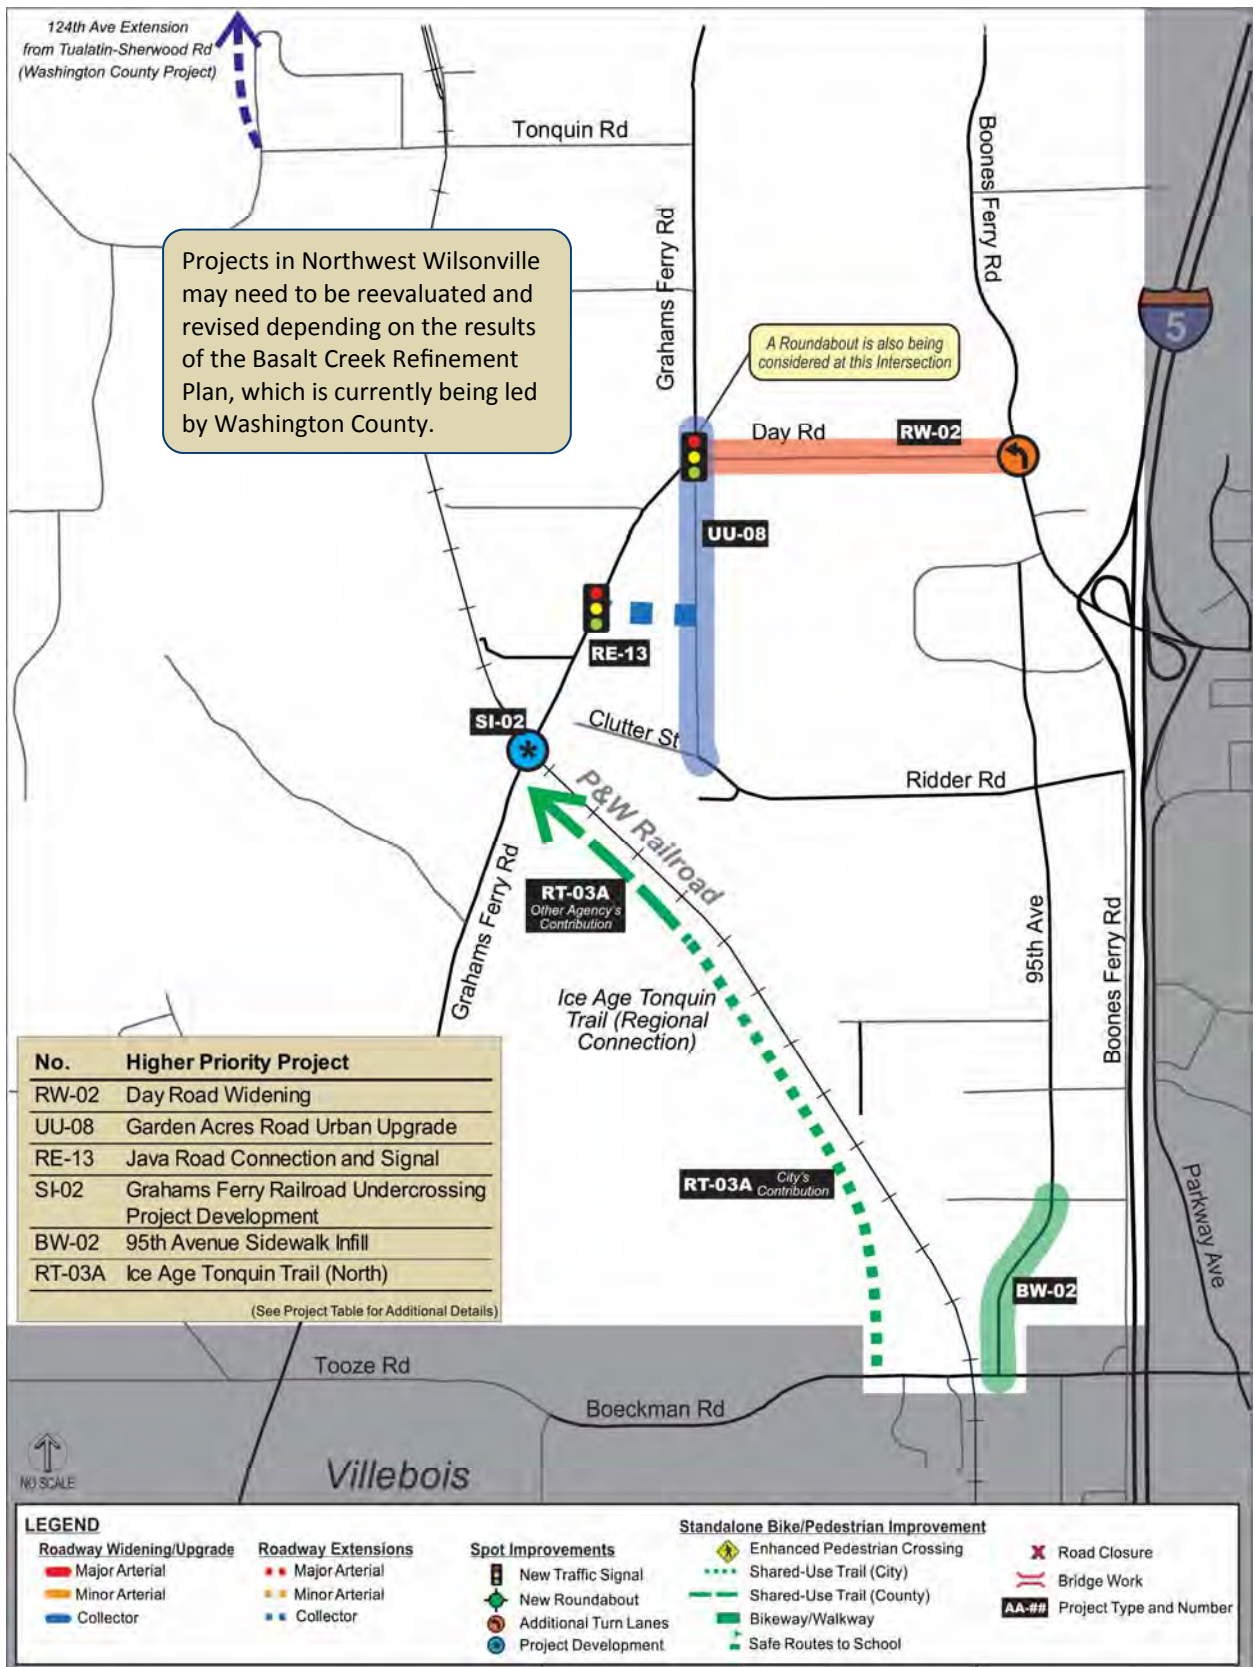 124th Ave Extension
from Tualatin-Sherwood Rd
(Washington County Project)
Tonquin Rd
Boones Ferry Rd
Grahams Ferry Rd
Projects in Northwest Wilsonville
may need to be reevaluated and
revised depending on the results
of the Basalt Creek Refinement
Plan, which is currently being led
by Washington County.
5
A Roundabout is also being
considered at this Intersection
Day Rd
RW-02
UU-08
RE-13
SI-02
Clutter St
Ridder Rd
P&W Railroad
Grahams Ferry Rd
RT-03A
Other Agency's
Contribution
95th Ave
Boones Ferry Rd
Ice Age Tonquin
Trail (Regional
Connection)
No. Higher Priority Project
RW-02 Day Road Widening
UU-08 Garden Acres Road Urban Upgrade
RE-13 Java Road Connection and Signal
SI-02 Grahams Ferry Railroad Undercrossing
Project Development
BW-02 95th Avenue Sidewalk Infill
RT-03A Ice Age Tonquin Trail (North)
(See Project Table for Additional Details)
RT-03A City's
Contribution
Parkway Ave
BW-02
Tooze Rd
Boeckman Rd
Villebois
NO SCALE
LEGEND
Roadway Widening/Upgrade
Major Arterial
Minor Arterial
Collector
Roadway Extensions
Major Arterial
Minor Arterial
Collector
Spot Improvements
New Traffic Signal
New Roundabout
Additional Turn Lanes
Project Development
Standalone Bike/Pedestrian Improvement
Enhanced Pedestrian Crossing
Shared-Use Trail (City)
Shared-Use Trail (County)
Bikeway/Walkway
Safe Routes to School
X Road Closure
Bridge Work
AA-## Project Type and Number